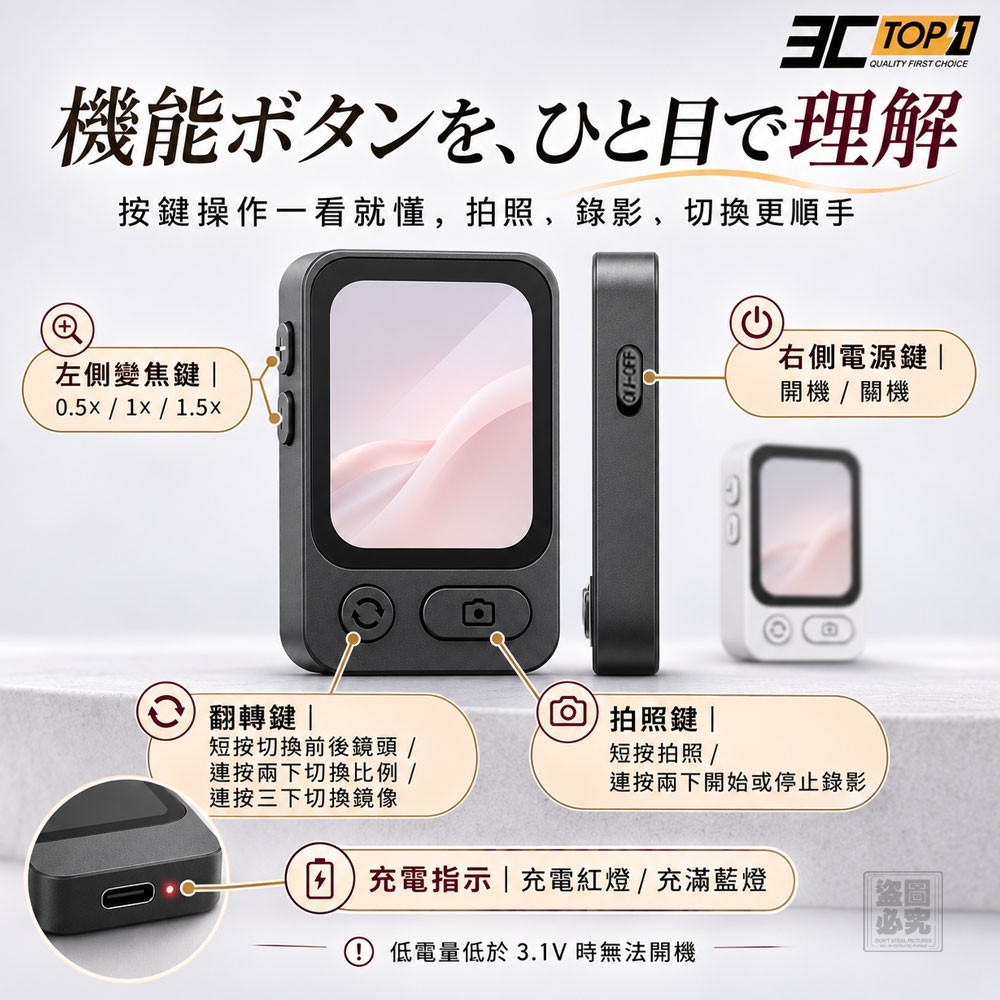 3C TOP 1
QUALITY FIRST CHOICE
機能ボタンを、ひと目で理解
按鍵操作一看就懂，拍照、錄影、切換更順手
左側變焦鍵｜
0.5x / 1x / 1.5x
右側電源鍵｜
開機 / 關機
OFF
翻轉鍵｜
短按切換前後鏡頭 /
連按兩下切換比例 /
連按三下切換鏡像
拍照鍵｜
短按拍照 /
連按兩下開始或停止錄影
充電指示｜充電紅燈 / 充滿藍燈
低電量低於 3.1V 時無法開機
盜圖
必究
DON'T STEAL PICTURES